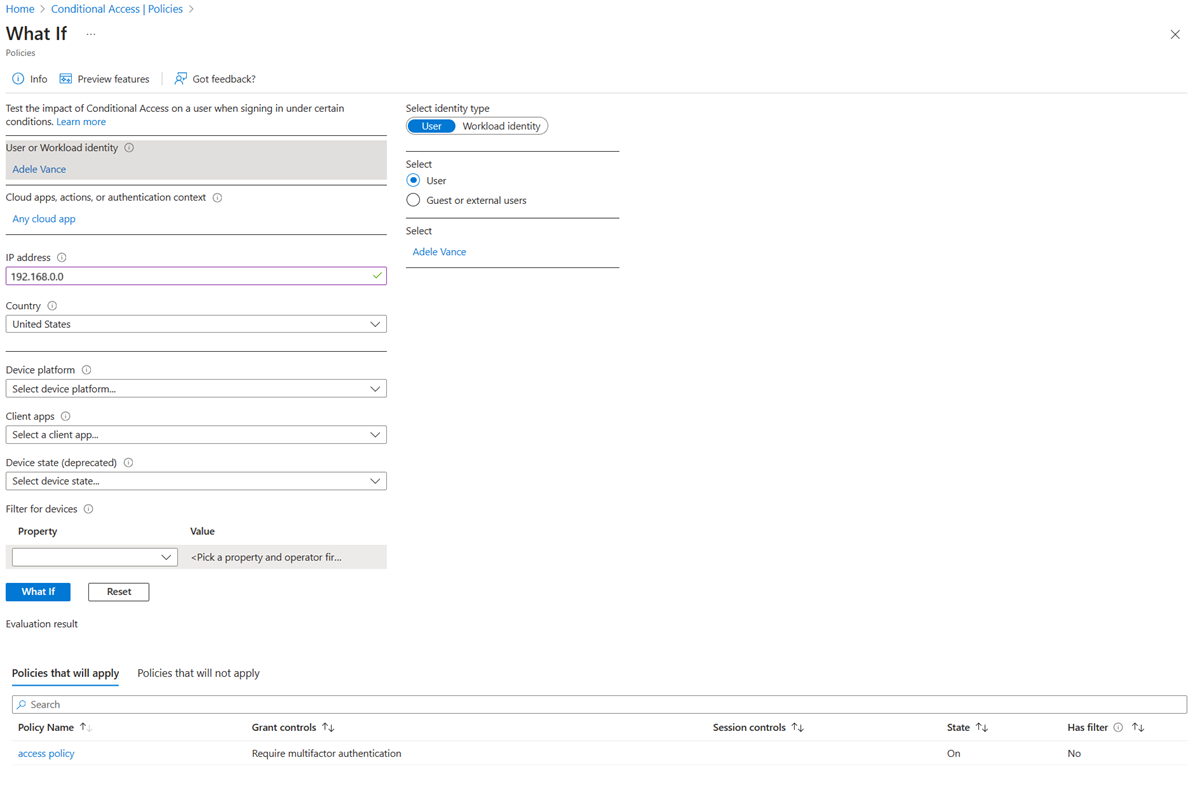 Home > Conditional Access | Policies >
What If ...
Policies
Info Preview features Got feedback?
Test the impact of Conditional Access on a user when signing in under certain
conditions. Learn more
User or Workload identity
Adele Vance
Cloud apps, actions, or authentication context
Any cloud app
IP address
192.168.0.0
Country
United States
Device platform
Select device platform...
Client apps
Select a client app...
Device state (deprecated)
Select device state...
Filter for devices
Property Value
<Pick a property and operator fir...
What If Reset
Select identity type
User Workload identity
Select
User
Guest or external users
Select
Adele Vance
Evaluation result
Policies that will apply Policies that will not apply
Search
Policy Name Grant controls Session controls State Has filter
access policy Require multifactor authentication On No